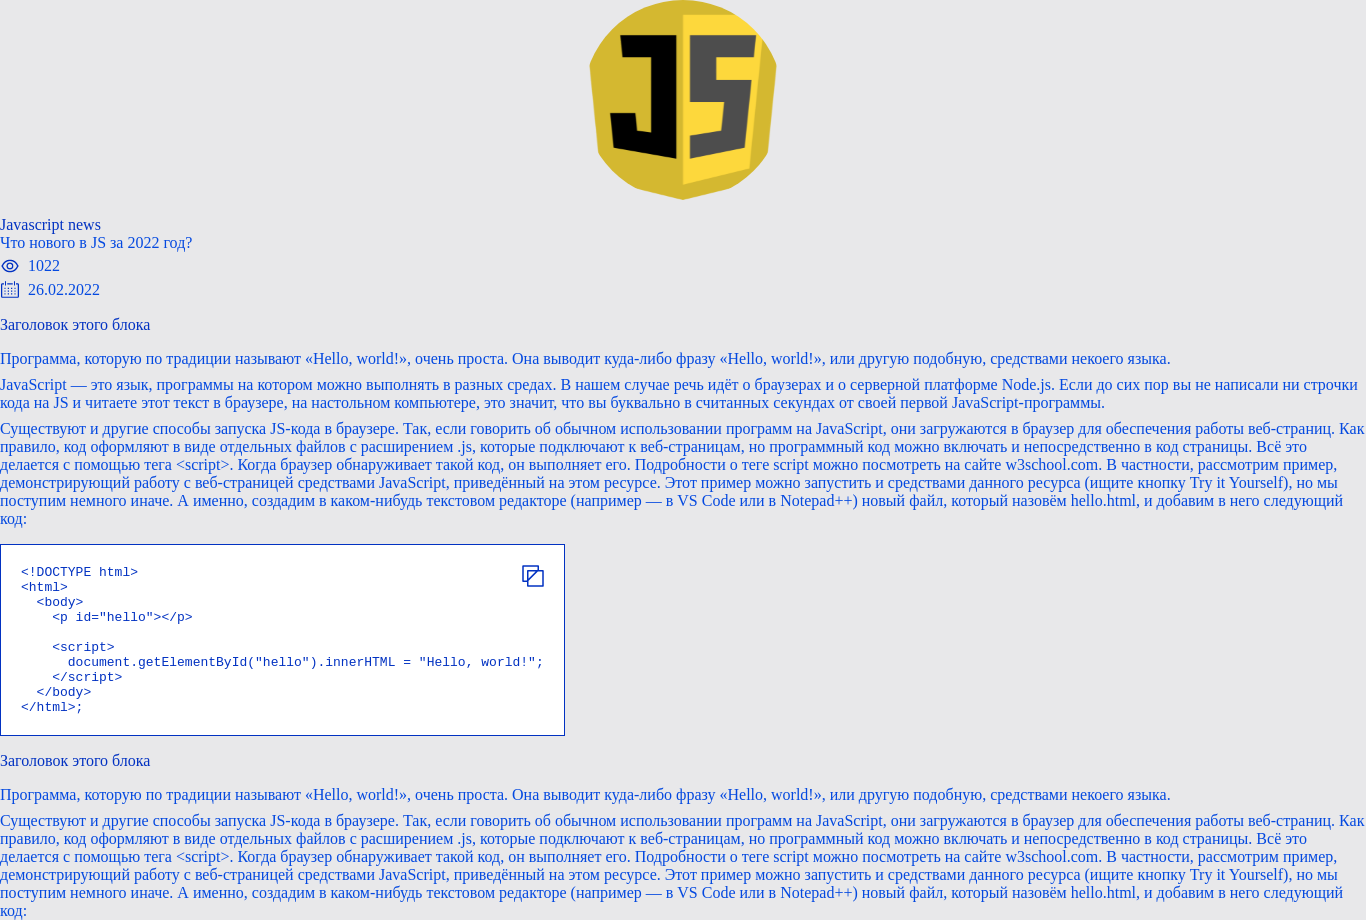 JS
Javascript news
Что нового в JS за 2022 год?
1022
26.02.2022
Заголовок этого блока
Программа, которую по традиции называют «Hello, world!», очень проста. Она выводит куда-либо фразу «Hello, world!», или другую подобную, средствами некоего языка.
JavaScript — это язык, программы на котором можно выполнять в разных средах. В нашем случае речь идёт о браузерах и о серверной платформе Node.js. Если до сих пор вы не написали ни строчки
кода на JS и читаете этот текст в браузере, на настольном компьютере, это значит, что вы буквально в считанных секундах от своей первой JavaScript-программы.
Существуют и другие способы запуска JS-кода в браузере. Так, если говорить об обычном использовании программ на JavaScript, они загружаются в браузер для обеспечения работы веб-страниц. Как
правило, код оформляют в виде отдельных файлов с расширением .js, которые подключают к веб-страницам, но программный код можно включать и непосредственно в код страницы. Всё это
делается с помощью тега <script>. Когда браузер обнаруживает такой код, он выполняет его. Подробности о теге script можно посмотреть на сайте w3school.com. В частности, рассмотрим пример,
демонстрирующий работу с веб-страницей средствами JavaScript, приведённый на этом ресурсе. Этот пример можно запустить и средствами данного ресурса (ищите кнопку Try it Yourself), но мы
поступим немного иначе. А именно, создадим в каком-нибудь текстовом редакторе (например — в VS Code или в Notepad++) новый файл, который назовём hello.html, и добавим в него следующий
код:
<!DOCTYPE html>
<html>
  <body>
    <p id="hello"></p>
    <script>
      document.getElementById("hello").innerHTML = "Hello, world!";
    </script>
  </body>
</html>;
Заголовок этого блока
Программа, которую по традиции называют «Hello, world!», очень проста. Она выводит куда-либо фразу «Hello, world!», или другую подобную, средствами некоего языка.
Существуют и другие способы запуска JS-кода в браузере. Так, если говорить об обычном использовании программ на JavaScript, они загружаются в браузер для обеспечения работы веб-страниц. Как
правило, код оформляют в виде отдельных файлов с расширением .js, которые подключают к веб-страницам, но программный код можно включать и непосредственно в код страницы. Всё это
делается с помощью тега <script>. Когда браузер обнаруживает такой код, он выполняет его. Подробности о теге script можно посмотреть на сайте w3school.com. В частности, рассмотрим пример,
демонстрирующий работу с веб-страницей средствами JavaScript, приведённый на этом ресурсе. Этот пример можно запустить и средствами данного ресурса (ищите кнопку Try it Yourself), но мы
поступим немного иначе. А именно, создадим в каком-нибудь текстовом редакторе (например — в VS Code или в Notepad++) новый файл, который назовём hello.html, и добавим в него следующий
код: